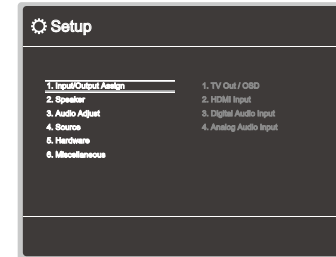 Setup
1. Input/Output Assign
2. Speaker
3. Audio Adjust
4. Source
5. Hardware
6. Miscellaneous
1. TV Out / OSD
2. HDMI Input
3. Digital Audio Input
4. Analog Audio Input